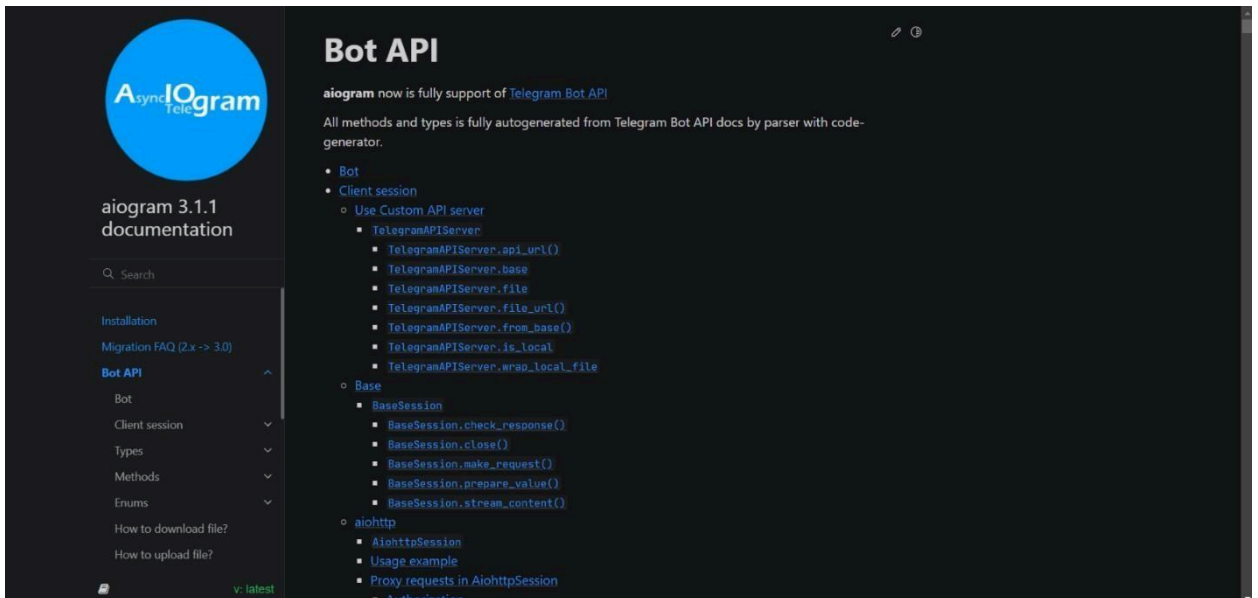 AsyncIOgram
Tele
aiogram 3.1.1
documentation
Search
Installation
Migration FAQ (2.x -> 3.0)
Bot API
Bot
Client session
Types
Methods
Enums
How to download file?
How to upload file?
v: latest
Bot API
aiogram now is fully support of Telegram Bot API
All methods and types is fully autogenerated from Telegram Bot API docs by parser with code-
generator.
Bot
Client session
Use Custom API server
TelegramAPIServer
TelegramAPIServer.api_url()
TelegramAPIServer.base
TelegramAPIServer.file
TelegramAPIServer.file_url()
TelegramAPIServer.from_base()
TelegramAPIServer.is_local
TelegramAPIServer.wrap_local_file
Base
BaseSession
BaseSession.check_response()
BaseSession.close()
BaseSession.make_request()
BaseSession.prepare_value()
BaseSession.stream_content()
aiohttp
AiohttpSession
Usage example
Proxy requests in AiohttpSession